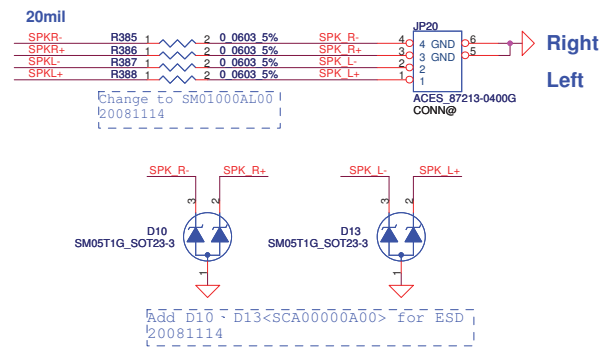 20mil
SPKR- R385 1 2 0_0603_5% SPK_R- 4 4 GND 6
SPKR+ R386 1 2 0_0603_5% SPK_R+ 3 3 GND 5
SPKL- R387 1 2 0_0603_5% SPK_L- 2 2
SPKL+ R388 1 2 0_0603_5% SPK_L+ 1 1
JP20
Right
Left
ACES_87213-0400G
CONN@
Change to SM01000AL00
20081114
SPK_R- SPK_R+ SPK_L- SPK_L+
3 2 3 2
D10 D13
SM05T1G_SOT23-3 SM05T1G_SOT23-3
1 1
Add D10、D13<SCA00000A00> for ESD
20081114